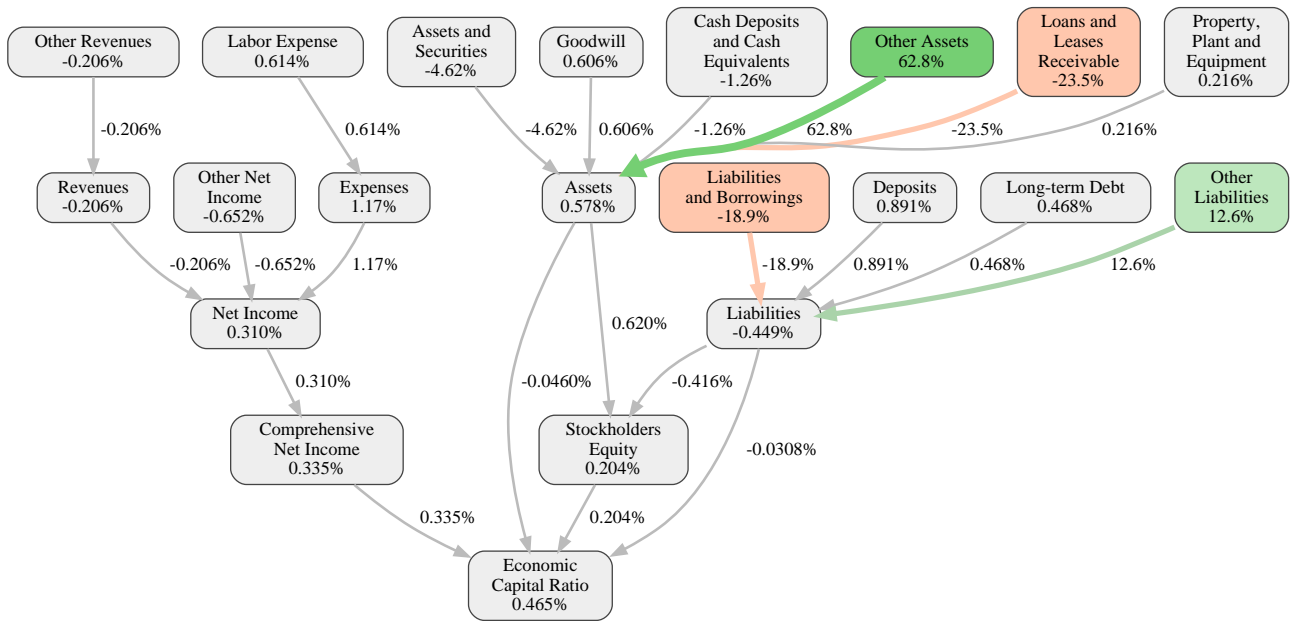 Other Revenues
-0.206%
Labor Expense
0.614%
Assets and
Securities
-4.62%
Goodwill
0.606%
Cash Deposits
and Cash
Equivalents
-1.26%
Other Assets
62.8%
Loans and
Leases
Receivable
-23.5%
Property,
Plant and
Equipment
0.216%
-0.206%
0.614%
-4.62%
0.606%
-1.26%
62.8%
-23.5%
0.216%
Revenues
-0.206%
Other Net
Income
-0.652%
Expenses
1.17%
Assets
0.578%
Liabilities
and Borrowings
-18.9%
Deposits
0.891%
Long-term Debt
0.468%
Other
Liabilities
12.6%
-0.206%
-0.652%
1.17%
-18.9%
0.891%
0.468%
12.6%
Net Income
0.310%
0.620%
Liabilities
-0.449%
0.310%
-0.0460%
-0.416%
Comprehensive
Net Income
0.335%
Stockholders
Equity
0.204%
-0.0308%
0.335%
0.204%
Economic
Capital Ratio
0.465%